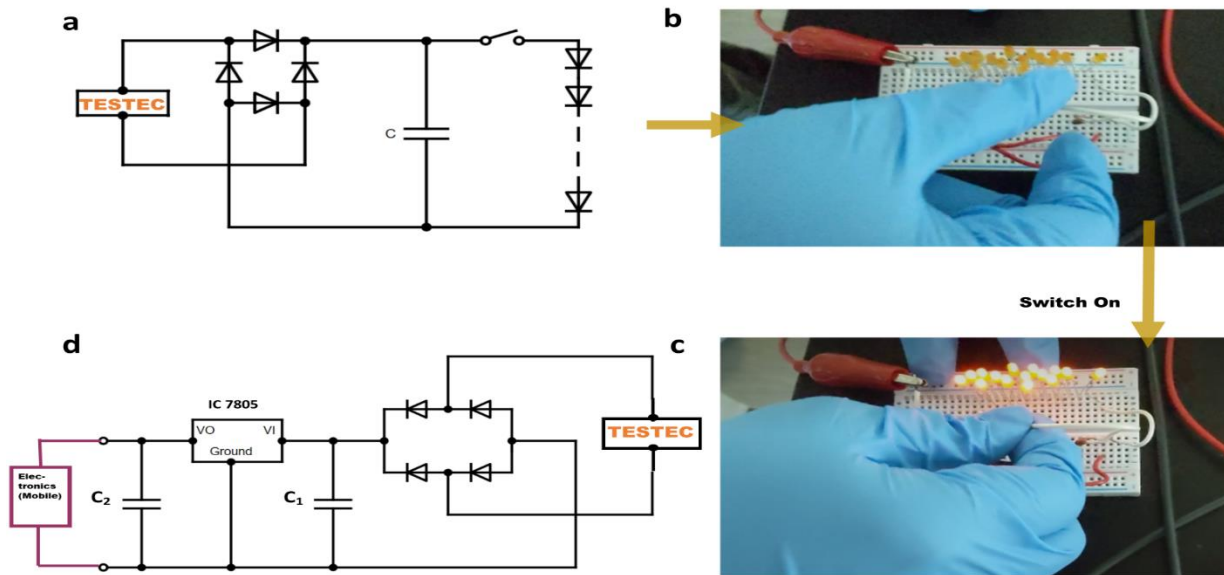 a
TESTEC
C
b
Switch On
d
IC 7805
VO
VI
Ground
TESTEC
Elec-
tronics
(Mobile)
C₂
C₁
c